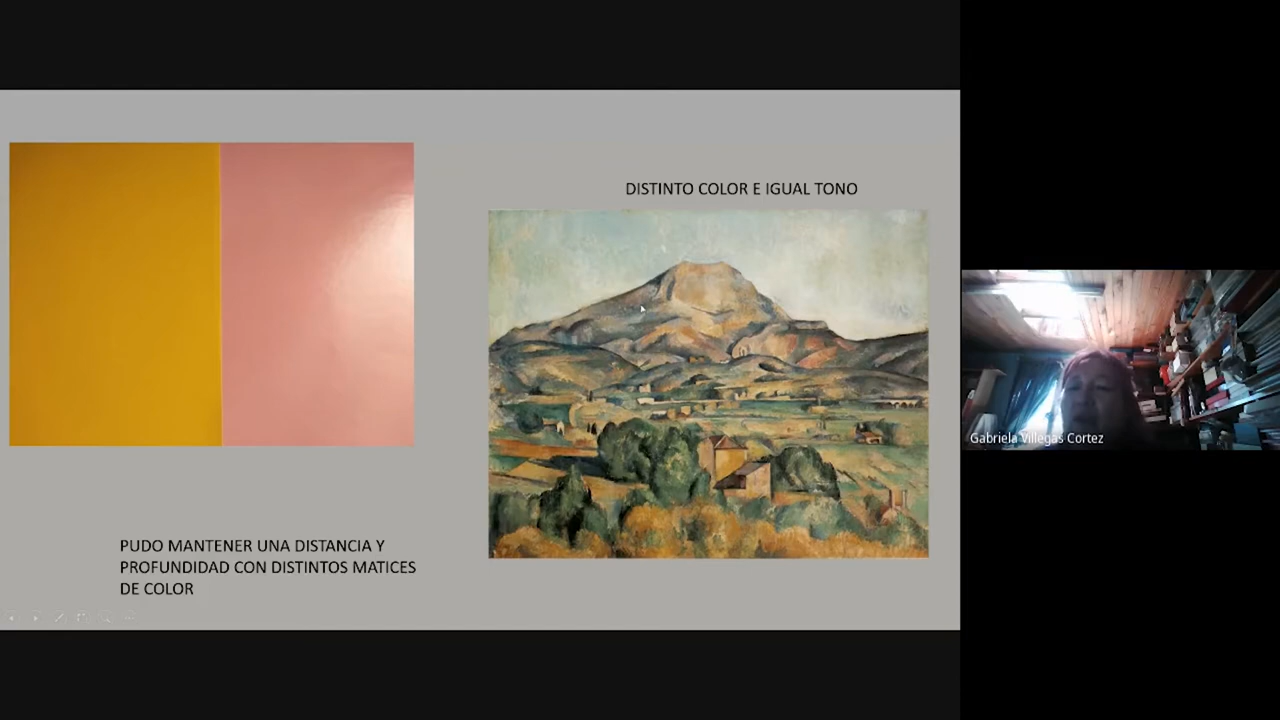 DISTINTO COLOR E IGUAL TONO
PUDO MANTENER UNA DISTANCIA Y
PROFUNDIDAD CON DISTINTOS MATICES
DE COLOR
Gabriela Villegas Cortez